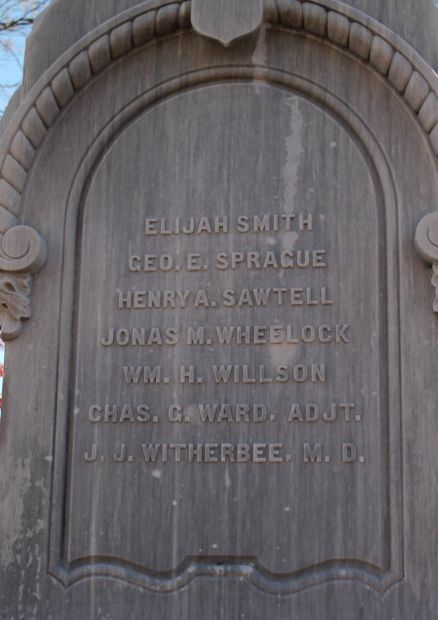 ELIJAH SMITH
GEO. E. SPRAGUE
HENRY A. SAWTELL
JONAS M. WHEELOCK
WM. H. WILLSON
CHAS. G. WARD, ADJT.
J. J. WITHERBEE, M. D.